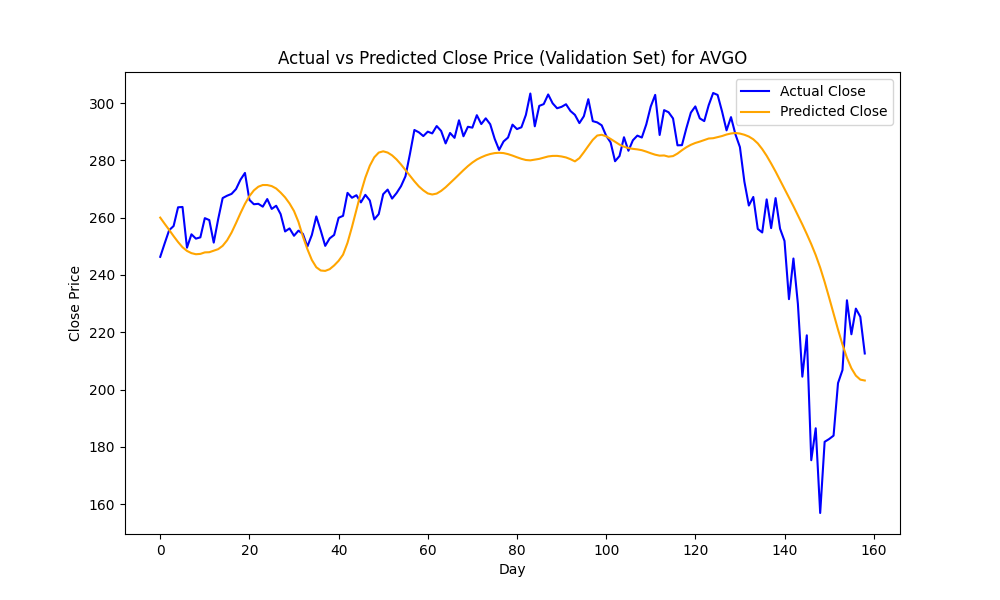 Actual vs Predicted Close Price (Validation Set) for AVGO
Actual Close
Predicted Close
300
280
260
240
220
200
180
160
Close Price
0 20 40 60 80 100 120 140 160
Day